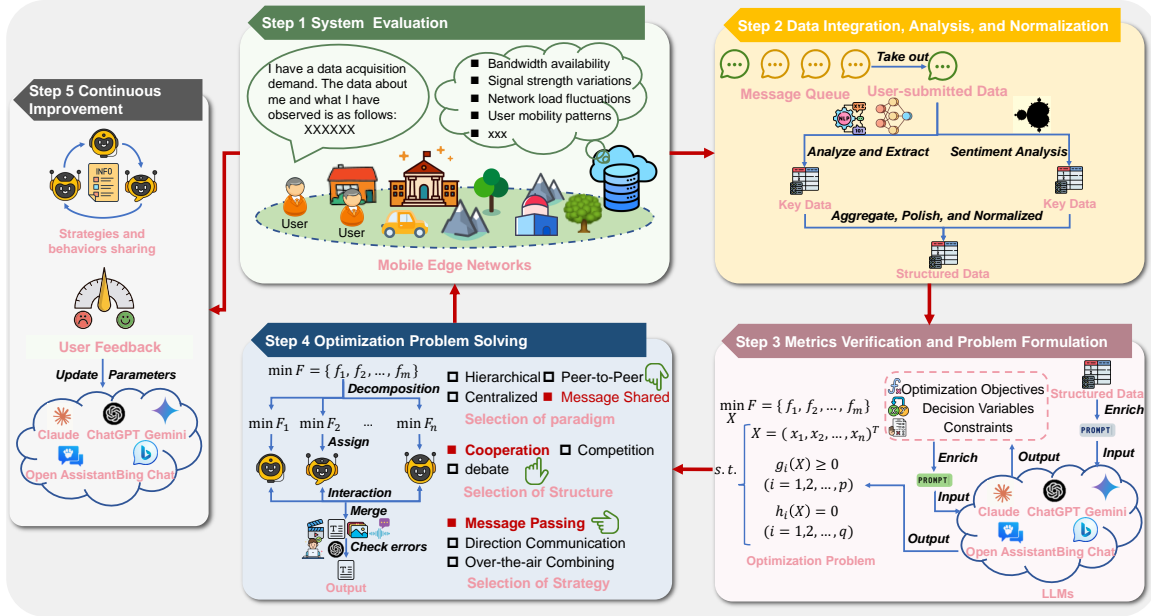 Step 1 System Evaluation
I have a data acquisition
demand. The data about
me and what I have
observed is as follows:
XXXXXX
Bandwidth availability
Signal strength variations
Network load fluctuations
User mobility patterns
xxx
User
User
Mobile Edge Networks
Step 2 Data Integration, Analysis, and Normalization
Take out
Message Queue
User-submitted Data
NLP
XYZ
101
Analyze and Extract
Sentiment Analysis
Key Data
Key Data
Aggregate, Polish, and Normalized
Structured Data
Step 3 Metrics Verification and Problem Formulation
Structured Data
Enrich
PROMPT
Input
Optimization Objectives
Decision Variables
Constraints
Enrich
Output
PROMPT
Input
Claude
ChatGPT
Gemini
Open Assistant
Bing Chat
LLMs
Output
min F = { f₁, f₂, … , fₘ}
X
X = ( x₁, x₂, … , xₙ)ᵀ
s. t.
gᵢ(X) ≥ 0
(i = 1,2, … , p)
hᵢ(X) = 0
(i = 1,2, … , q)
Optimization Problem
Step 4 Optimization Problem Solving
min F = { f₁, f₂, … , fₘ}
Decomposition
min F₁ min F₂ … min Fₙ
Assign
Interaction
Merge
Check errors
Output
Hierarchical
Peer-to-Peer
Centralized
Message Shared
Selection of paradigm
Cooperation
Competition
debate
Selection of Structure
Message Passing
Direction Communication
Over-the-air Combining
Selection of Strategy
Step 5 Continuous
Improvement
INFO
Strategies and
behaviors sharing
User Feedback
Update Parameters
Claude
ChatGPT
Gemini
Open Assistant
Bing Chat